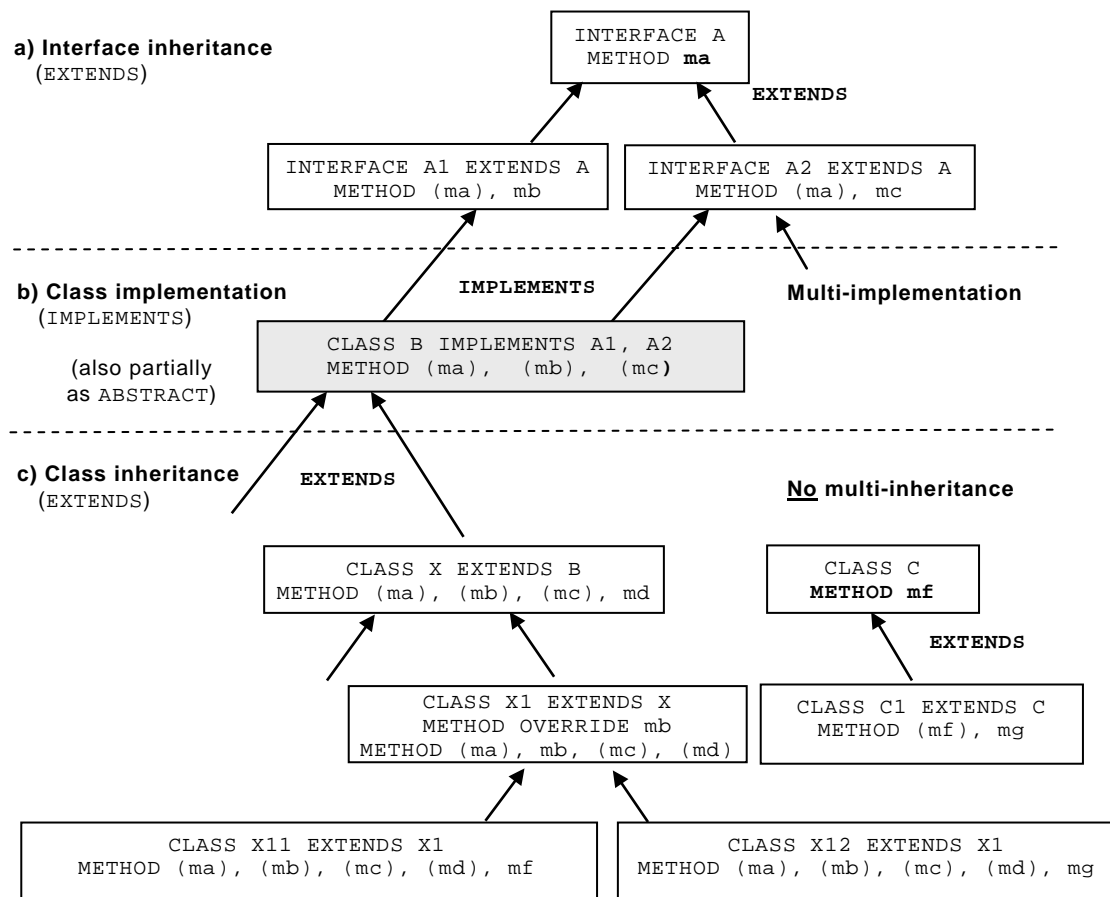 a) Interface inheritance
(EXTENDS)
INTERFACE A
METHOD ma
EXTENDS
INTERFACE A1 EXTENDS A
METHOD (ma), mb
INTERFACE A2 EXTENDS A
METHOD (ma), mc
b) Class implementation
(IMPLEMENTS)
IMPLEMENTS
Multi-implementation
(also partially
as ABSTRACT)
CLASS B IMPLEMENTS A1, A2
METHOD (ma), (mb), (mc)
c) Class inheritance
(EXTENDS)
EXTENDS
No multi-inheritance
CLASS X EXTENDS B
METHOD (ma), (mb), (mc), md
CLASS C
METHOD mf
EXTENDS
CLASS X1 EXTENDS X
METHOD OVERRIDE mb
METHOD (ma), mb, (mc), (md)
CLASS C1 EXTENDS C
METHOD (mf), mg
CLASS X11 EXTENDS X1
METHOD (ma), (mb), (mc), (md), mf
CLASS X12 EXTENDS X1
METHOD (ma), (mb), (mc), (md), mg